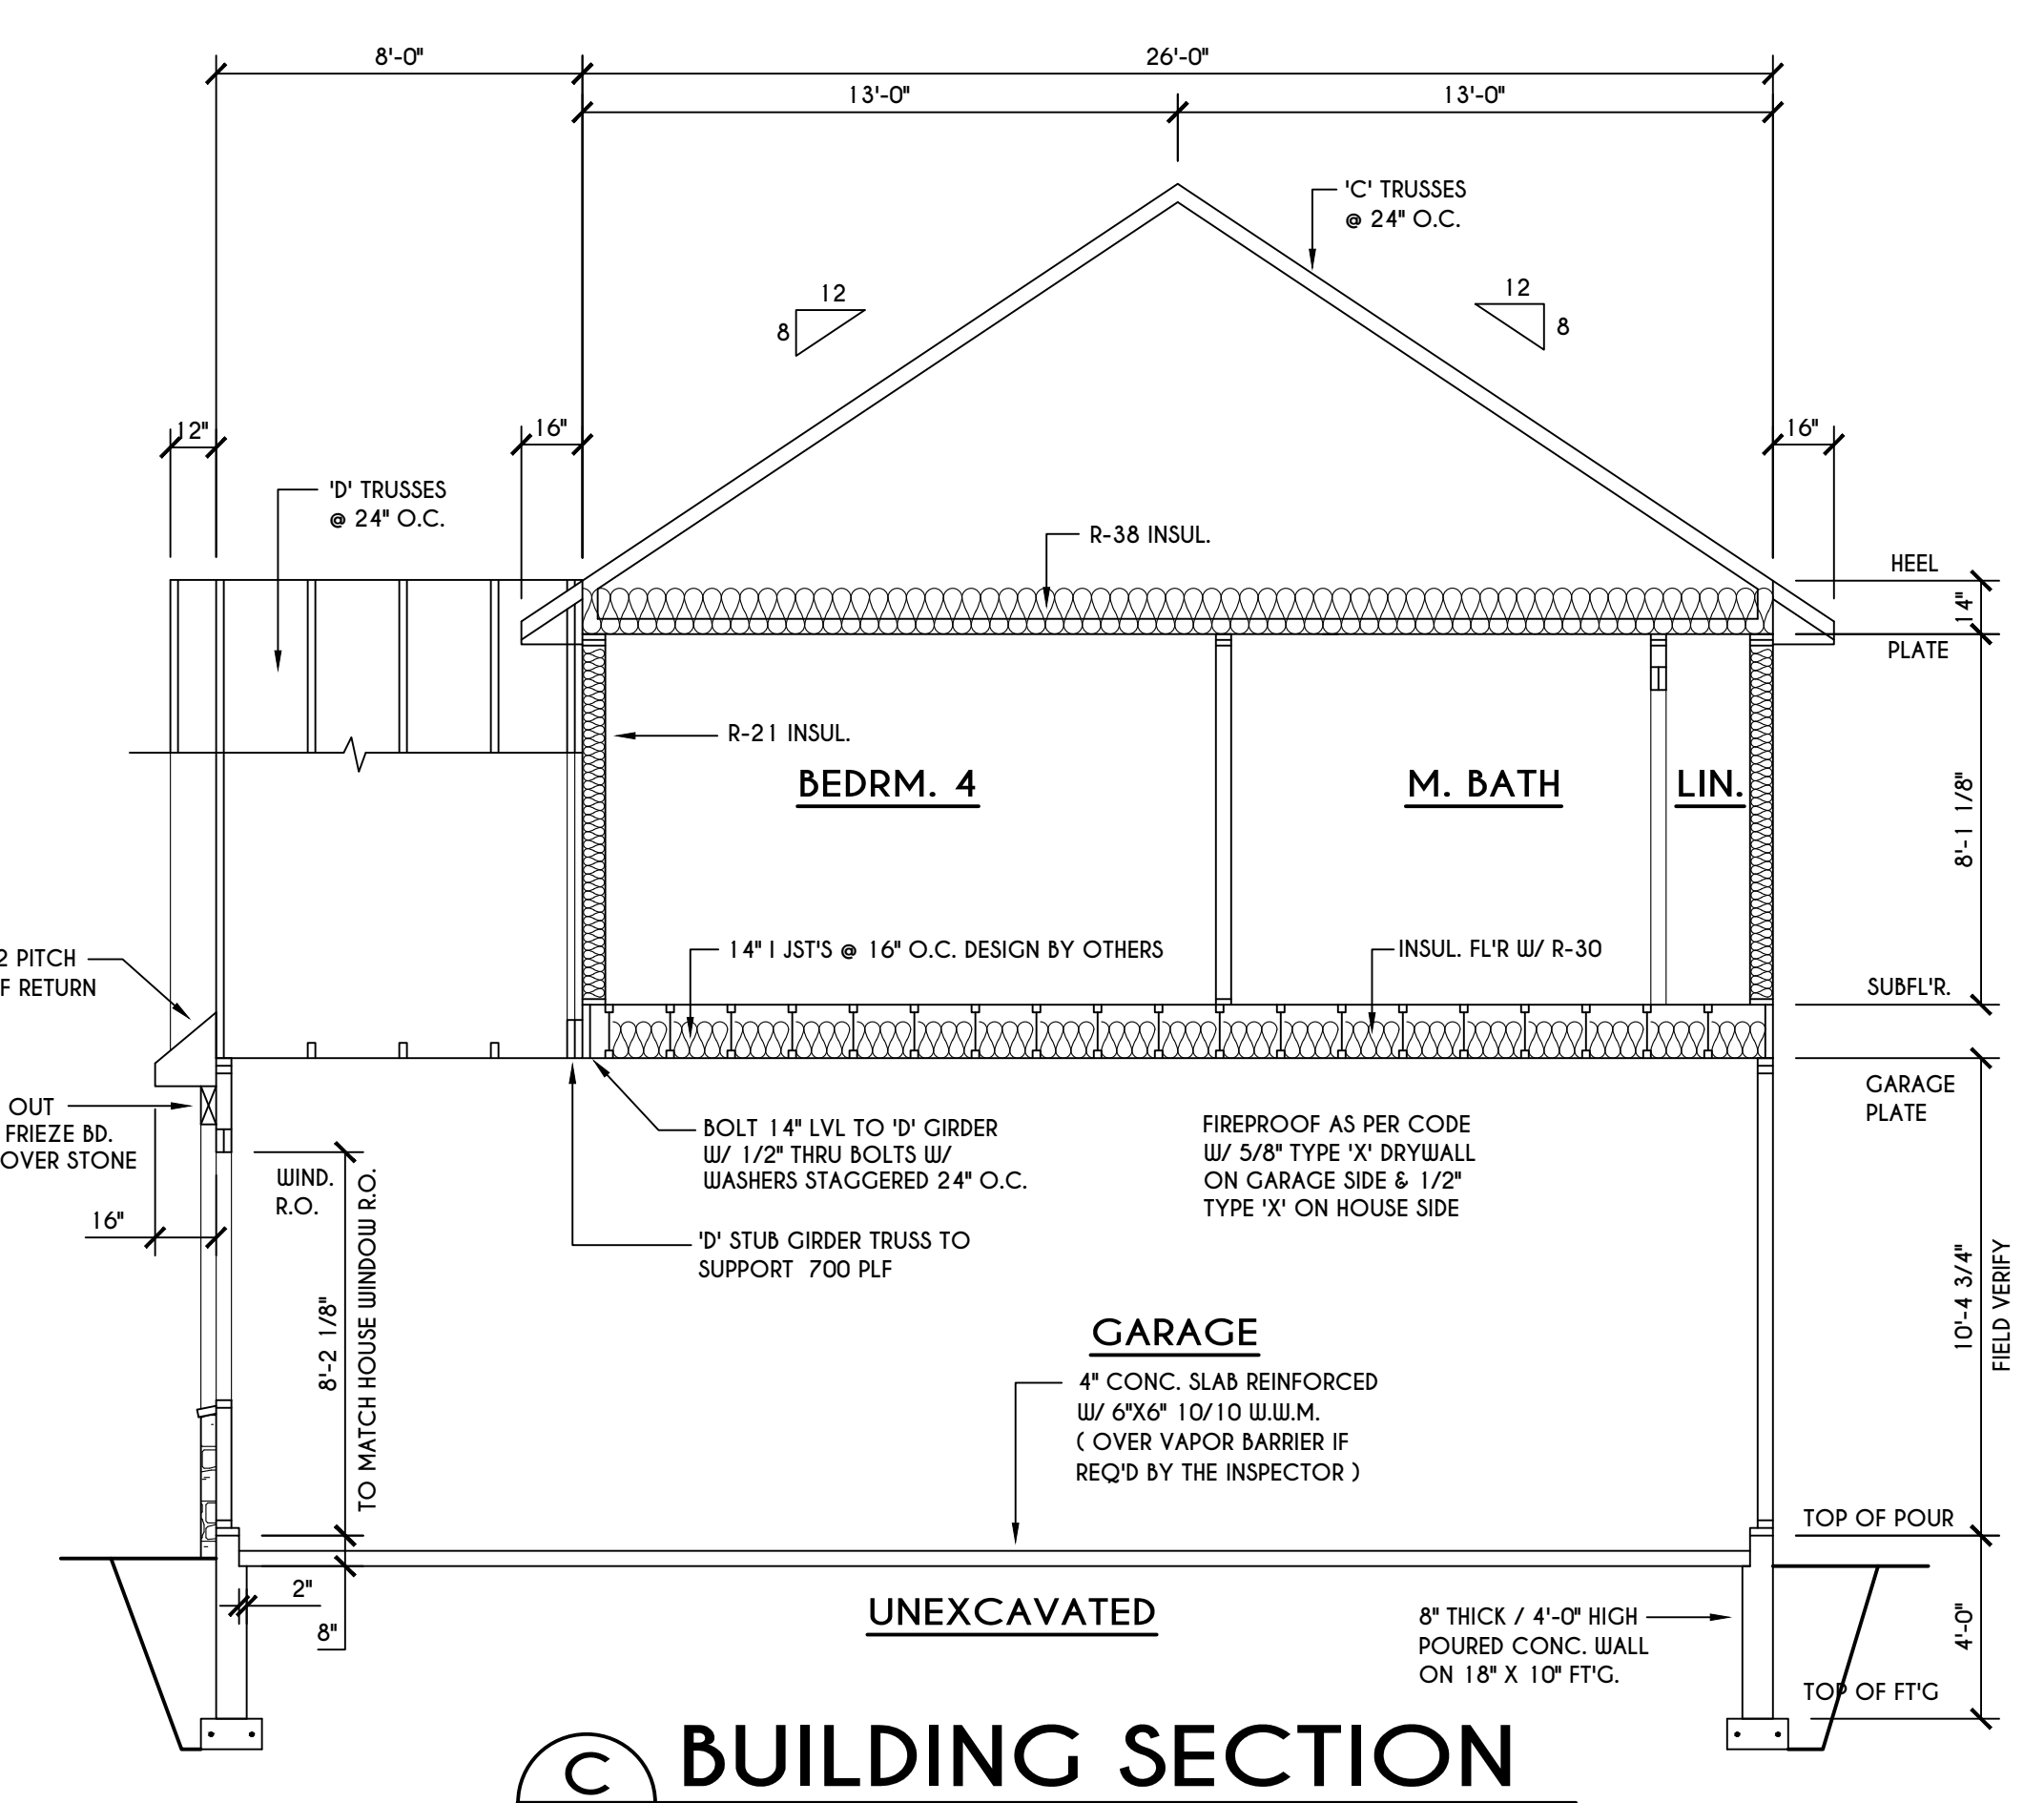 8'-0"
26'-0"
13'-0"
13'-0"
'C' TRUSSES
@ 24" O.C.
12
8
12
8
12"
16"
16"
'D' TRUSSES
@ 24" O.C.
R-38 INSUL.
HEEL
14"
PLATE
R-21 INSUL.
BEDRM. 4
M. BATH
LIN.
8'-1 1/8"
2 PITCH
F RETURN
14" I JST'S @ 16" O.C. DESIGN BY OTHERS
INSUL. FL'R W/ R-30
SUBFL'R.
GARAGE
PLATE
OUT
FRIEZE BD.
OVER STONE
BOLT 14" LVL TO 'D' GIRDER
W/ 1/2" THRU BOLTS W/
WASHERS STAGGERED 24" O.C.
FIREPROOF AS PER CODE
W/ 5/8" TYPE 'X' DRYWALL
ON GARAGE SIDE & 1/2"
TYPE 'X' ON HOUSE SIDE
WIND.
R.O.
16"
'D' STUB GIRDER TRUSS TO
SUPPORT 700 PLF
8'-2 1/8"
TO MATCH HOUSE WINDOW R.O.
10'-4 3/4"
FIELD VERIFY
GARAGE
4" CONC. SLAB REINFORCED
W/ 6"X6" 10/10 W.W.M.
( OVER VAPOR BARRIER IF
REQ'D BY THE INSPECTOR )
TOP OF POUR
2"
8"
UNEXCAVATED
8" THICK / 4'-0" HIGH
POURED CONC. WALL
ON 18" X 10" FT'G.
4'-0"
TOP OF FT'G
C
BUILDING SECTION